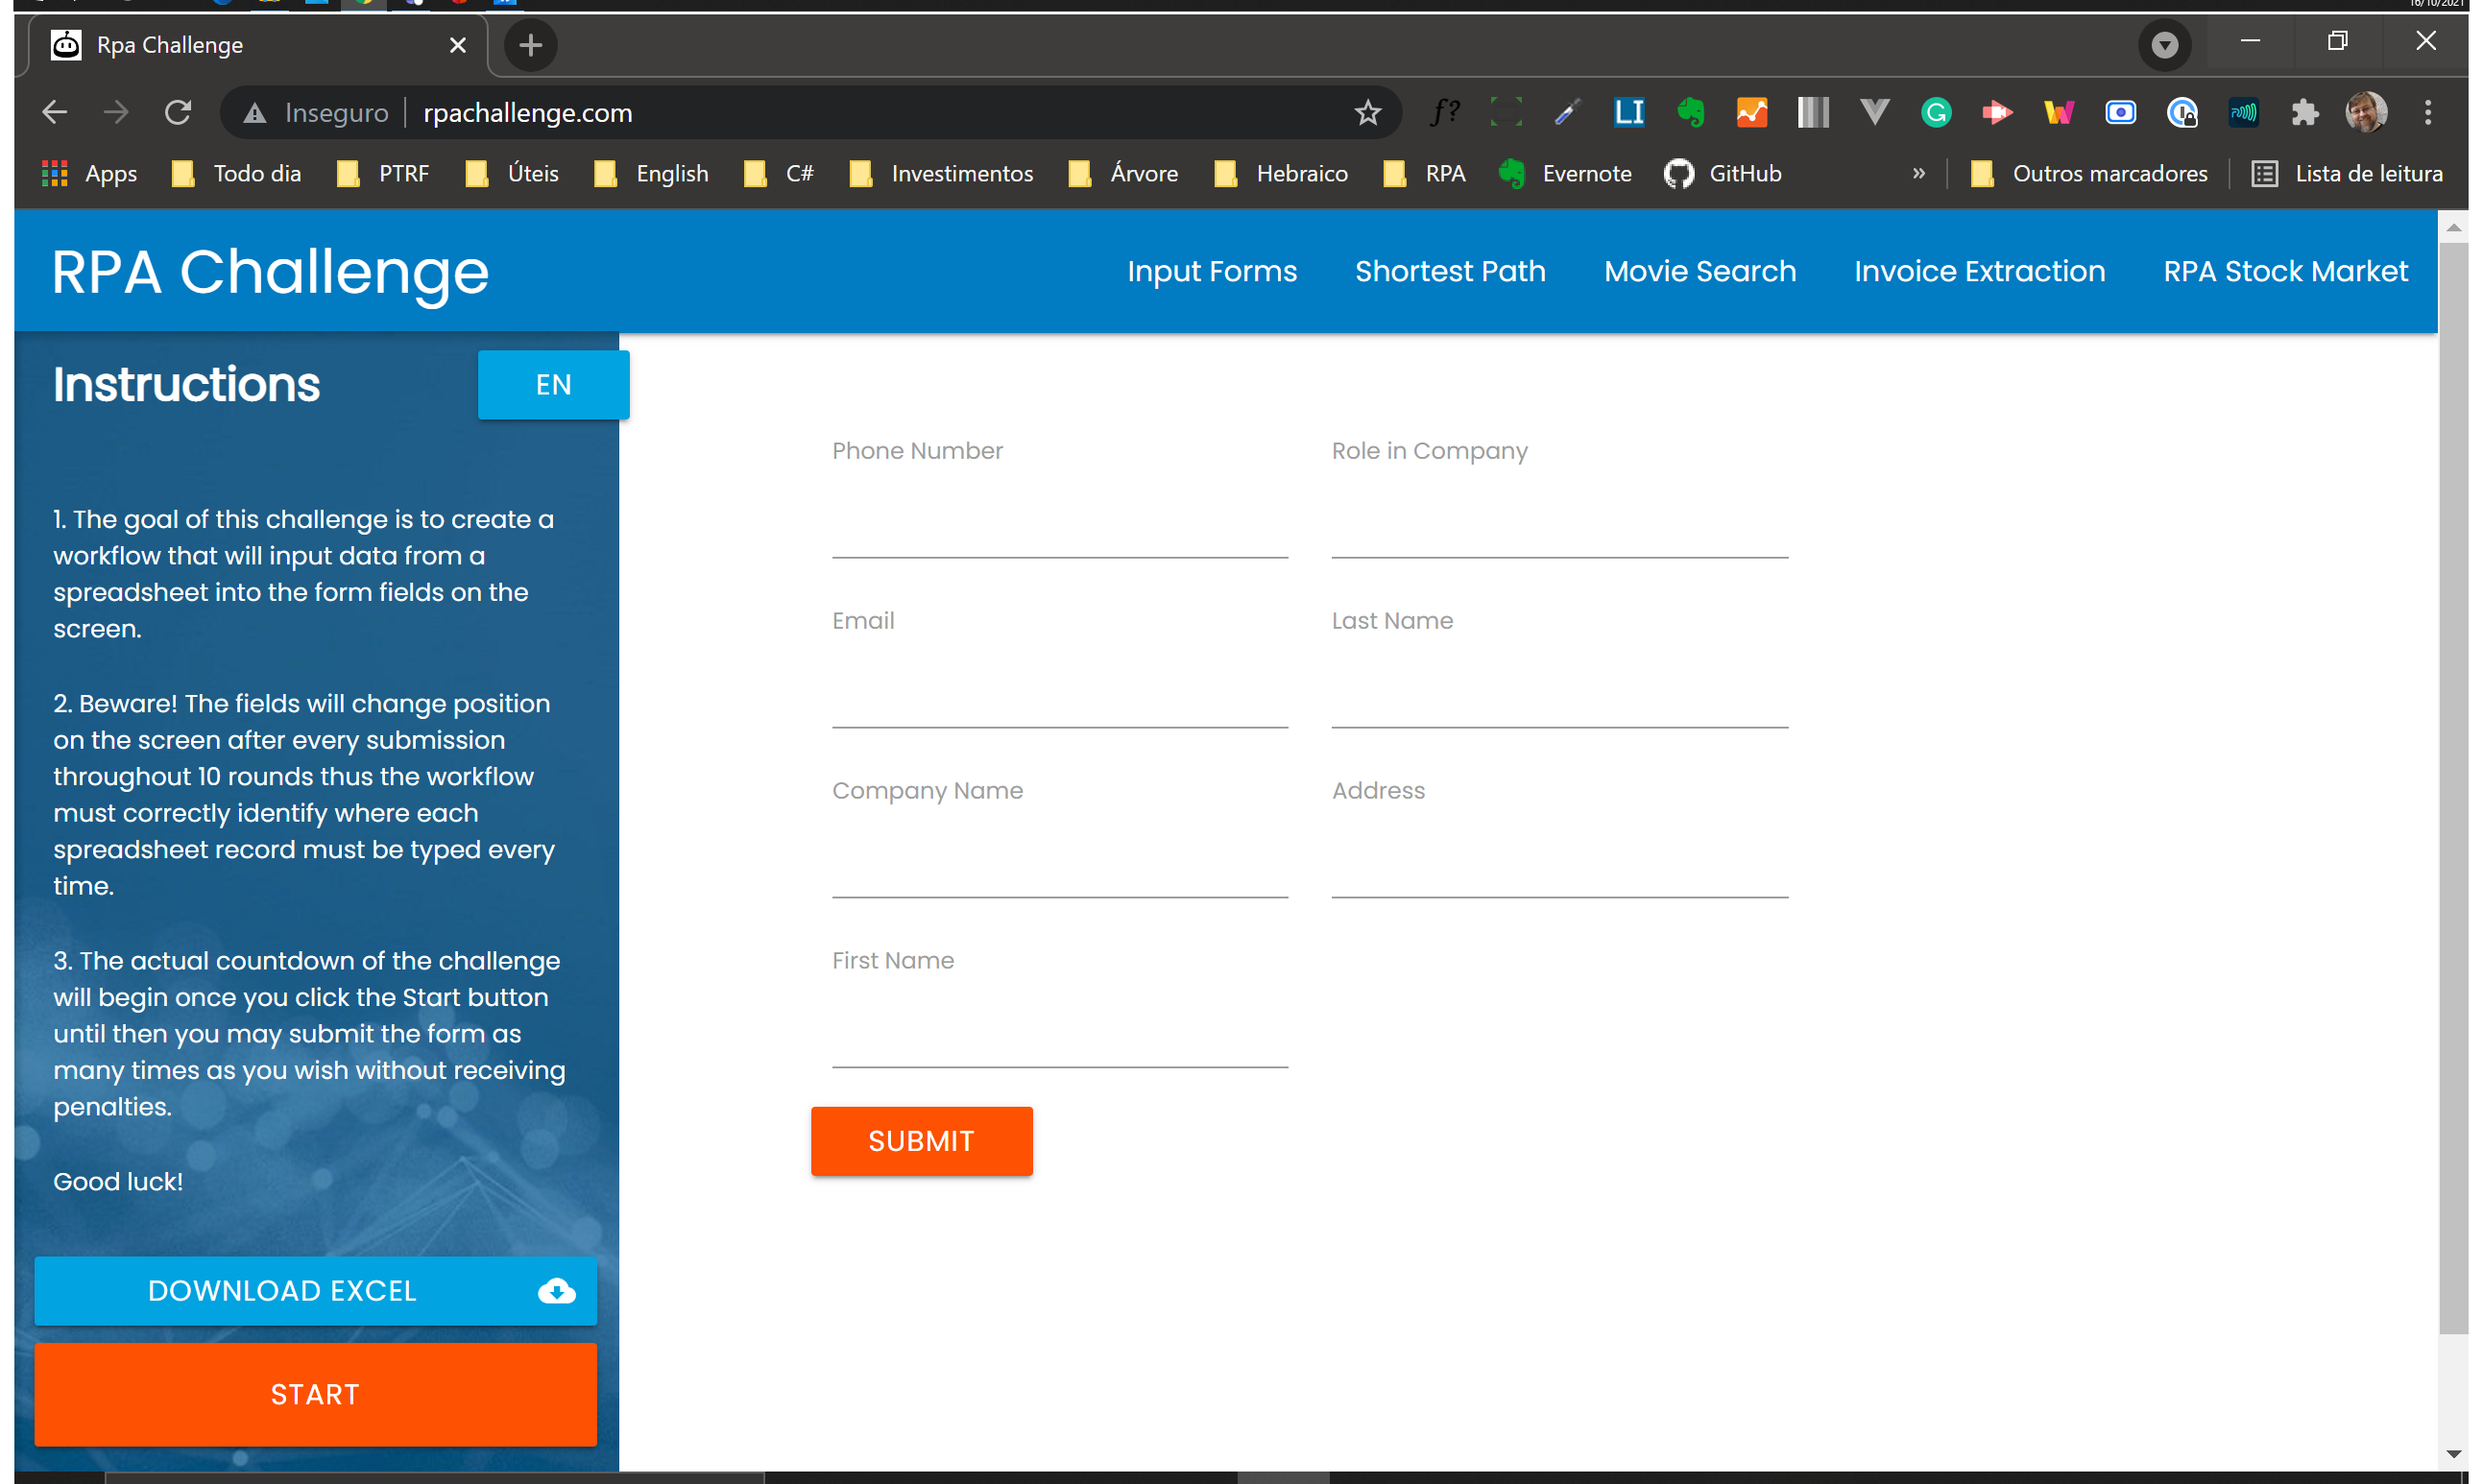 16/10/2021
Rpa Challenge
Inseguro rpachallenge.com f? LI
Apps Todo dia PTRF Úteis English C# Investimentos Árvore Hebraico RPA Evernote GitHub » Outros marcadores Lista de leitura
RPA Challenge Input Forms Shortest Path Movie Search Invoice Extraction RPA Stock Market
Instructions EN
1. The goal of this challenge is to create a
workflow that will input data from a
spreadsheet into the form fields on the
screen.
2. Beware! The fields will change position
on the screen after every submission
throughout 10 rounds thus the workflow
must correctly identify where each
spreadsheet record must be typed every
time.
3. The actual countdown of the challenge
will begin once you click the Start button
until then you may submit the form as
many times as you wish without receiving
penalties.
Good luck!
DOWNLOAD EXCEL
START
Phone Number Role in Company
Email Last Name
Company Name Address
First Name
SUBMIT